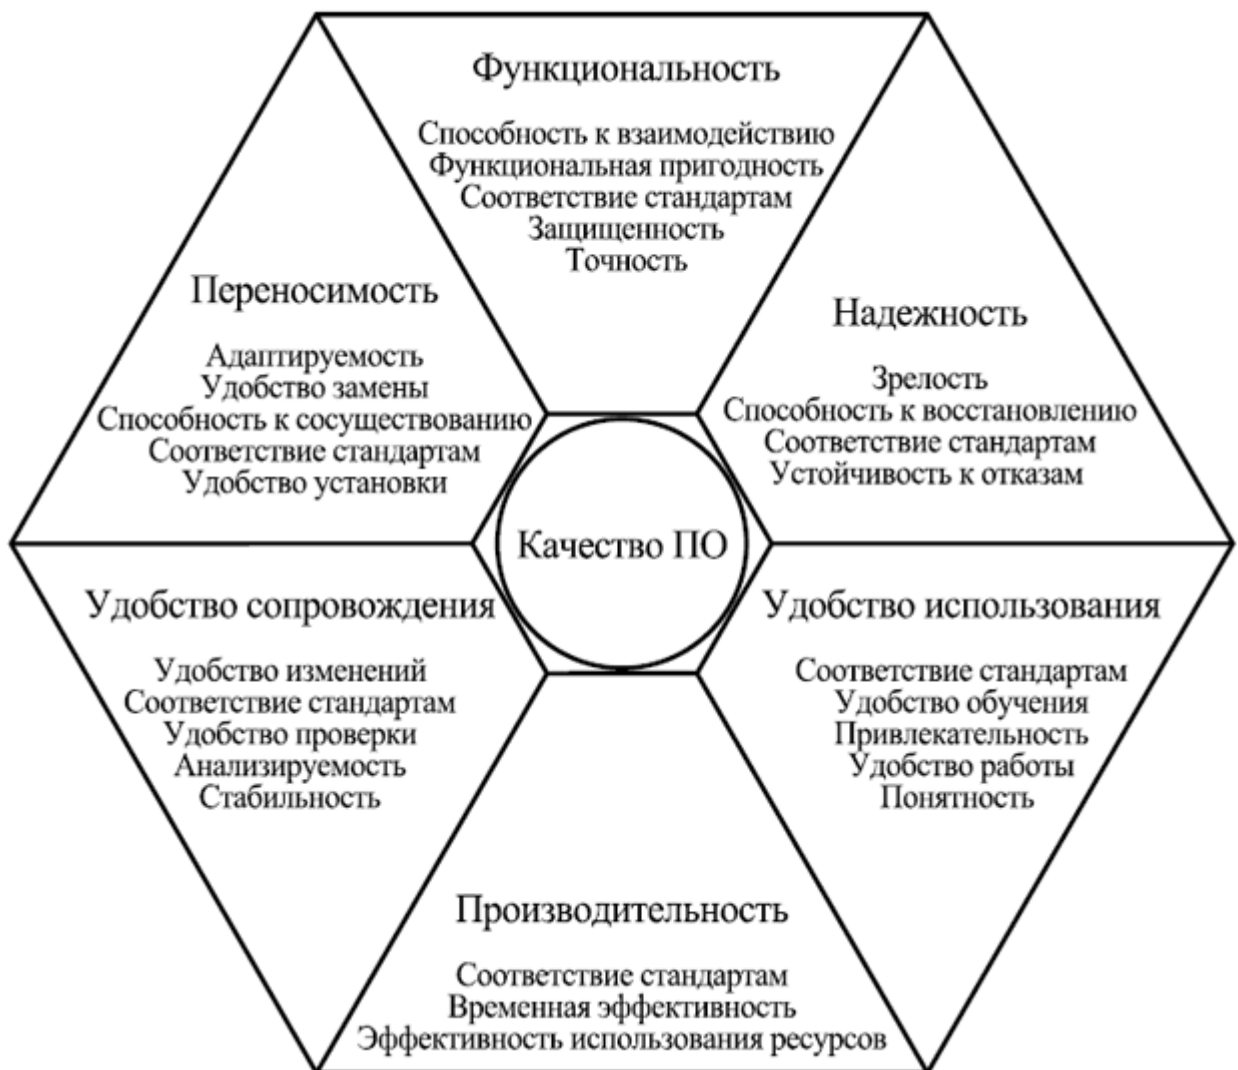 Функциональность
Способность к взаимодействию
Функциональная пригодность
Соответствие стандартам
Защищенность
Точность
Переносимость
Адаптируемость
Удобство замены
Способность к сосуществованию
Соответствие стандартам
Удобство установки
Надежность
Зрелость
Способность к восстановлению
Соответствие стандартам
Устойчивость к отказам
Качество ПО
Удобство сопровождения
Удобство изменений
Соответствие стандартам
Удобство проверки
Анализируемость
Стабильность
Удобство использования
Соответствие стандартам
Удобство обучения
Привлекательность
Удобство работы
Понятность
Производительность
Соответствие стандартам
Временная эффективность
Эффективность использования ресурсов